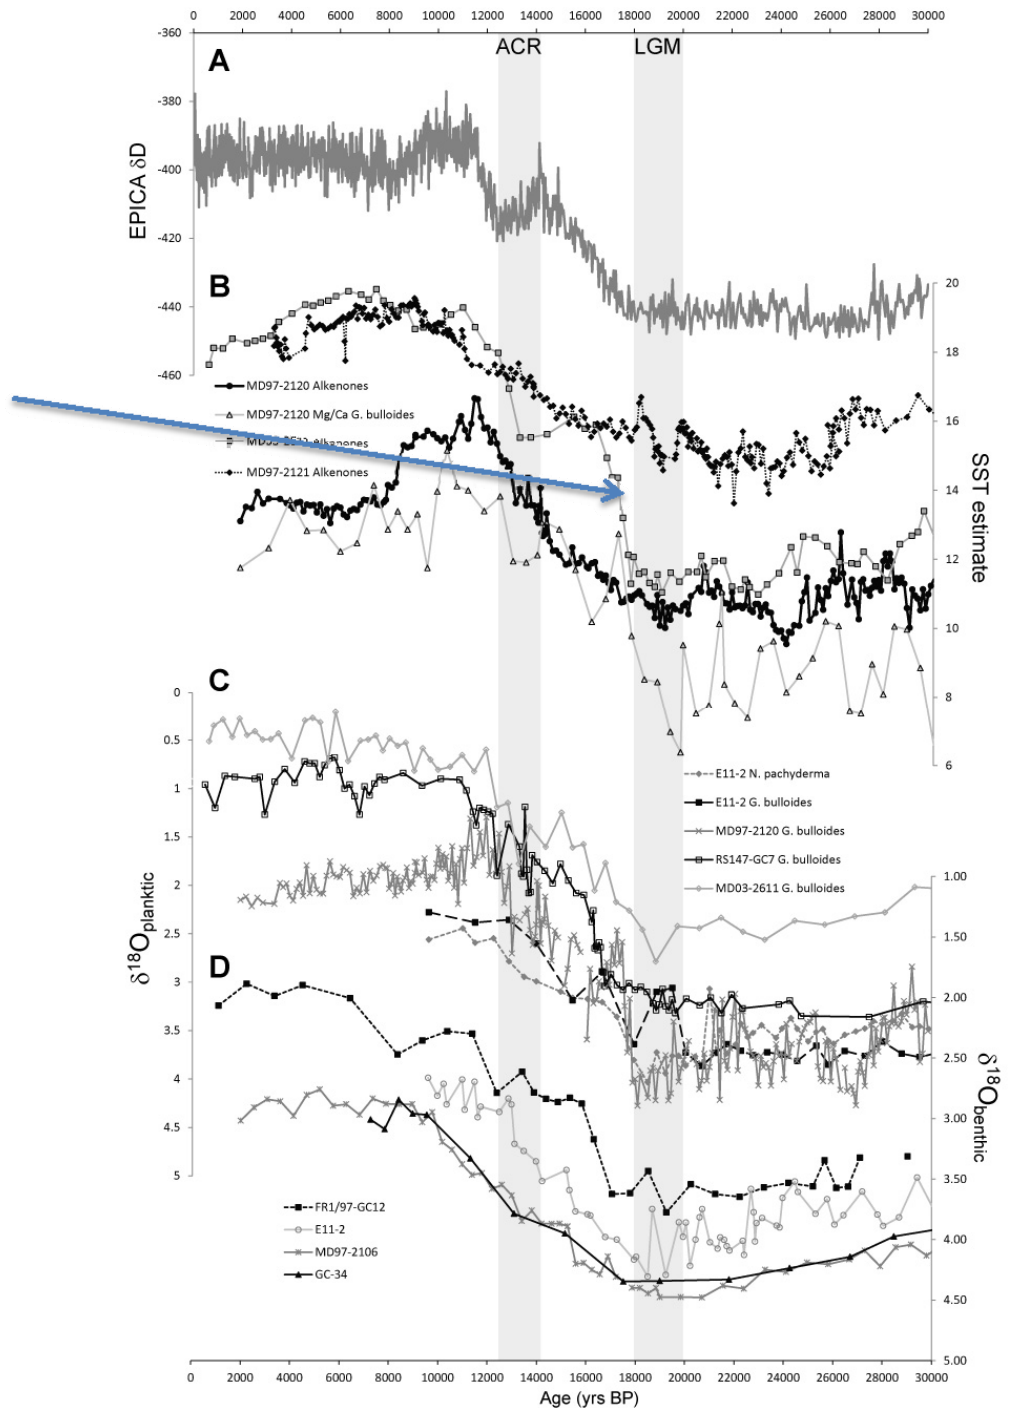 0 2000 4000 6000 8000 10000 12000 14000 16000 18000 20000 22000 24000 26000 28000 30000
-360
ACR LGM
A
-380
-400
-420
-440
-460
EPICA δD
B
20
18
16
14
12
10
8
6
SST estimate
MD97-2120 Alkenones
MD97-2120 Mg/Ca G. bulloides
Alkenones
MD97-2121 Alkenones
C
0
0.5
1
1.5
2
2.5
3
3.5
4
4.5
5
δ18Oplanktic
E11-2 N. pachyderma
E11-2 G. bulloides
MD97-2120 G. bulloides
RS147-GC7 G. bulloides
MD03-2611 G. bulloides
D
1.00
1.50
2.00
2.50
3.00
3.50
4.00
4.50
5.00
δ18Obenthic
FR1/97-GC12
E11-2
MD97-2106
GC-34
0 2000 4000 6000 8000 10000 12000 14000 16000 18000 20000 22000 24000 26000 28000 30000
Age (yrs BP)